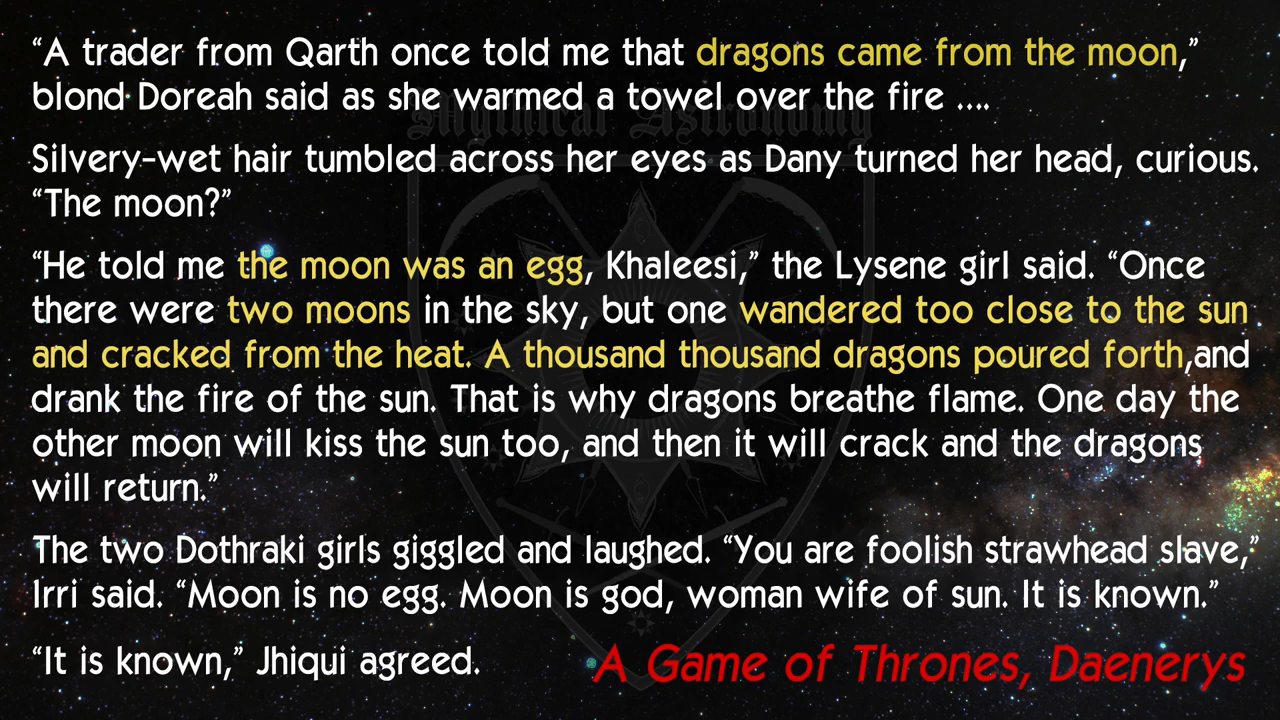 “A trader from Qarth once told me that dragons came from the moon,”
blond Doreah said as she warmed a towel over the fire ....
Silvery-wet hair tumbled across her eyes as Dany turned her head, curious.
“The moon?”
“He told me the moon was an egg, Khaleesi,” the Lysene girl said. “Once
there were two moons in the sky, but one wandered too close to the sun
and cracked from the heat. A thousand thousand dragons poured forth,and
drank the fire of the sun. That is why dragons breathe flame. One day the
other moon will kiss the sun too, and then it will crack and the dragons
will return.”
The two Dothraki girls giggled and laughed. “You are foolish strawhead slave,”
Irri said. “Moon is no egg. Moon is god, woman wife of sun. It is known.”
“It is known,” Jhiqui agreed.
A Game of Thrones, Daenerys
Mythical Astronomy